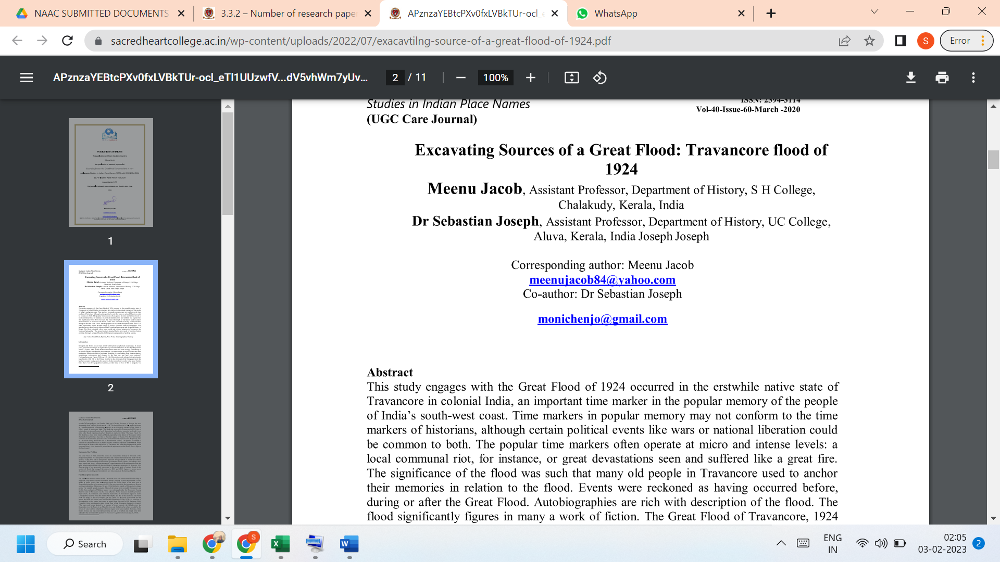 NAAC SUBMITTED DOCUMENTS
3.3.2 – Number of research pape
APznzaYEBtcPXv0fxLVBkTUr-ocl_e
WhatsApp
sacredheartcollege.ac.in/wp-content/uploads/2022/07/exacavtilng-source-of-a-great-flood-of-1924.pdf
S
Error
APznzaYEBtcPXv0fxLVBkTUr-ocl_eTl1UUzwfV...dV5vhWm7yUv...
2 / 11
100%
1
2
Studies in Indian Place Names
ISSN: 2394-3114
(UGC Care Journal)
Vol-40-Issue-60-March -2020
Excavating Sources of a Great Flood: Travancore flood of
1924
Meenu Jacob, Assistant Professor, Department of History, S H College,
Chalakudy, Kerala, India
Dr Sebastian Joseph, Assistant Professor, Department of History, UC College,
Aluva, Kerala, India Joseph Joseph
Corresponding author: Meenu Jacob
meenujacob84@yahoo.com
Co-author: Dr Sebastian Joseph
monichenjo@gmail.com
Abstract
This study engages with the Great Flood of 1924 occurred in the erstwhile native state of
Travancore in colonial India, an important time marker in the popular memory of the people
of India’s south-west coast. Time markers in popular memory may not conform to the time
markers of historians, although certain political events like wars or national liberation could
be common to both. The popular time markers often operate at micro and intense levels: a
local communal riot, for instance, or great devastations seen and suffered like a great fire.
The significance of the flood was such that many old people in Travancore used to anchor
their memories in relation to the flood. Events were reckoned as having occurred before,
during or after the Great Flood. Autobiographies are rich with description of the flood. The
flood significantly figures in many a work of fiction. The Great Flood of Travancore, 1924
Search
S
ENG
IN
02:05
03-02-2023
2